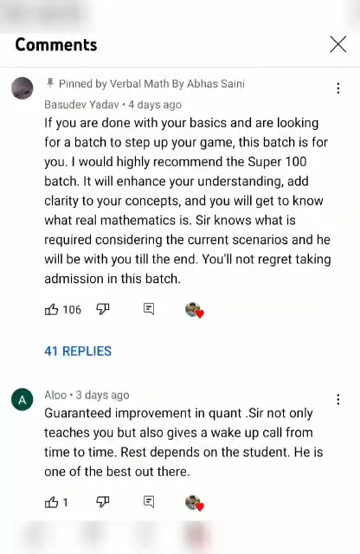 Comments
Pinned by Verbal Math By Abhas Saini
Basudev Yadav • 4 days ago
If you are done with your basics and are looking
for a batch to step up your game, this batch is for
you. I would highly recommend the Super 100
batch. It will enhance your understanding, add
clarity to your concepts, and you will get to know
what real mathematics is. Sir knows what is
required considering the current scenarios and he
will be with you till the end. You'll not regret taking
admission in this batch.
106
41 REPLIES
A
Aloo • 3 days ago
Guaranteed improvement in quant .Sir not only
teaches you but also gives a wake up call from
time to time. Rest depends on the student. He is
one of the best out there.
1